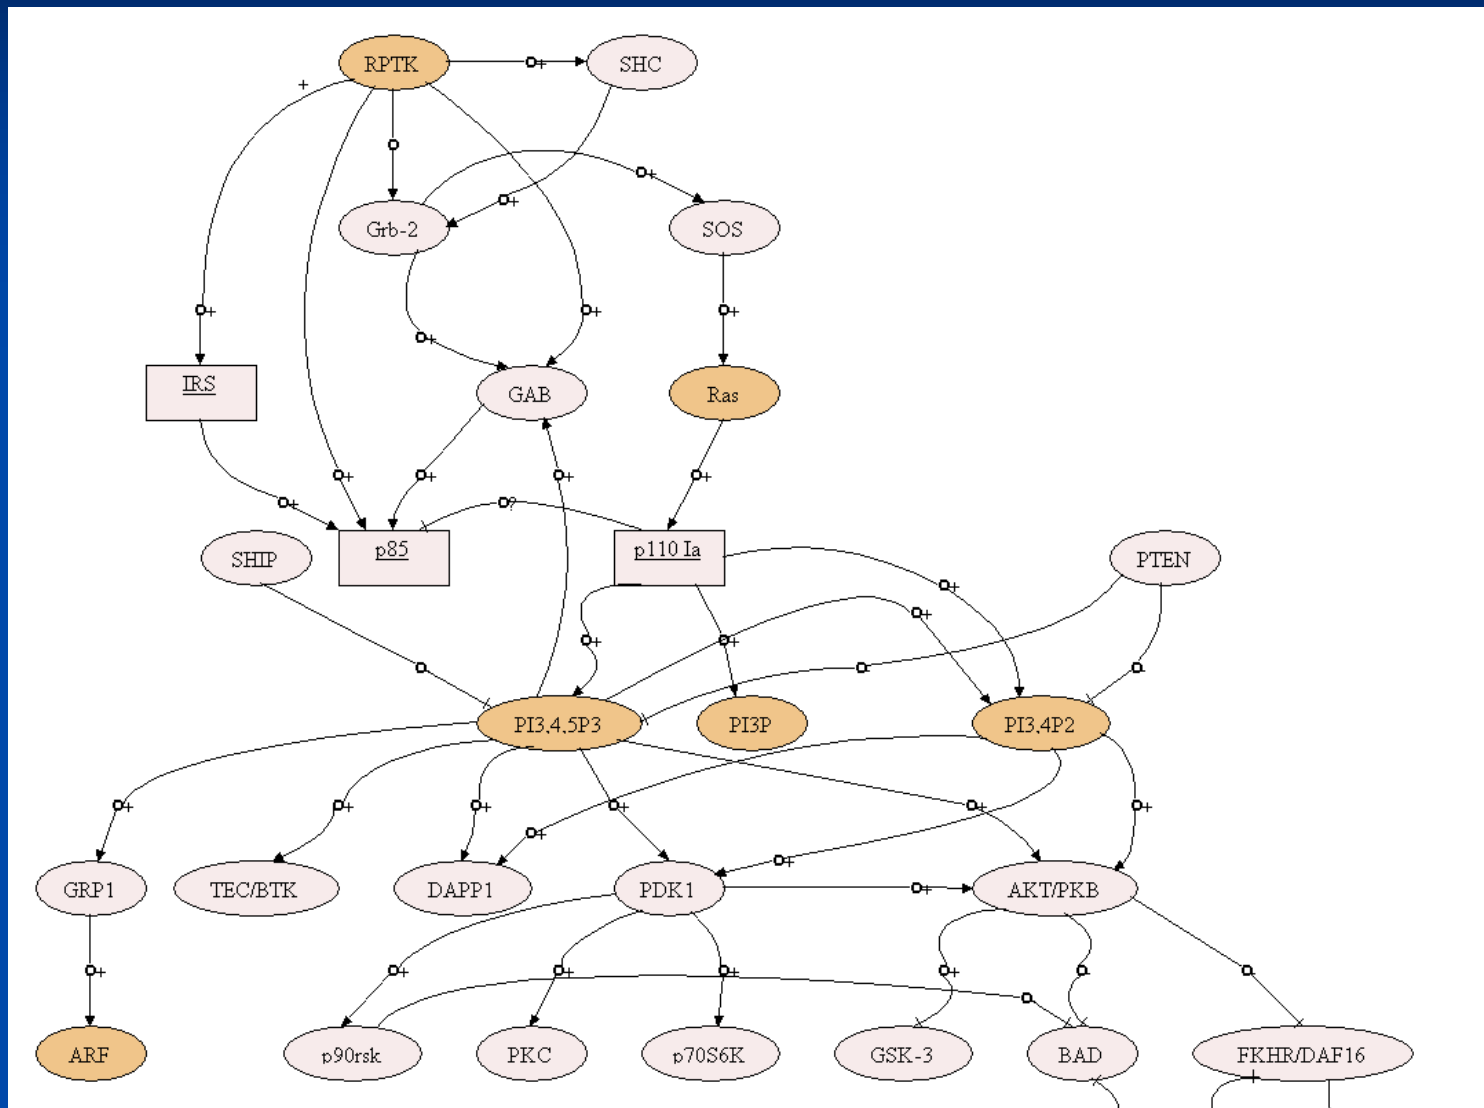 RPTK
SHC
Grb-2
SOS
IRS
GAB
Ras
SHIP
p85
p110 Ia
PTEN
PI3,4,5P3
PI3P
PI3,4P2
GRP1
TEC/BTK
DAPP1
PDK1
AKT/PKB
ARF
p90rsk
PKC
p70S6K
GSK-3
BAD
FKHR/DAF16